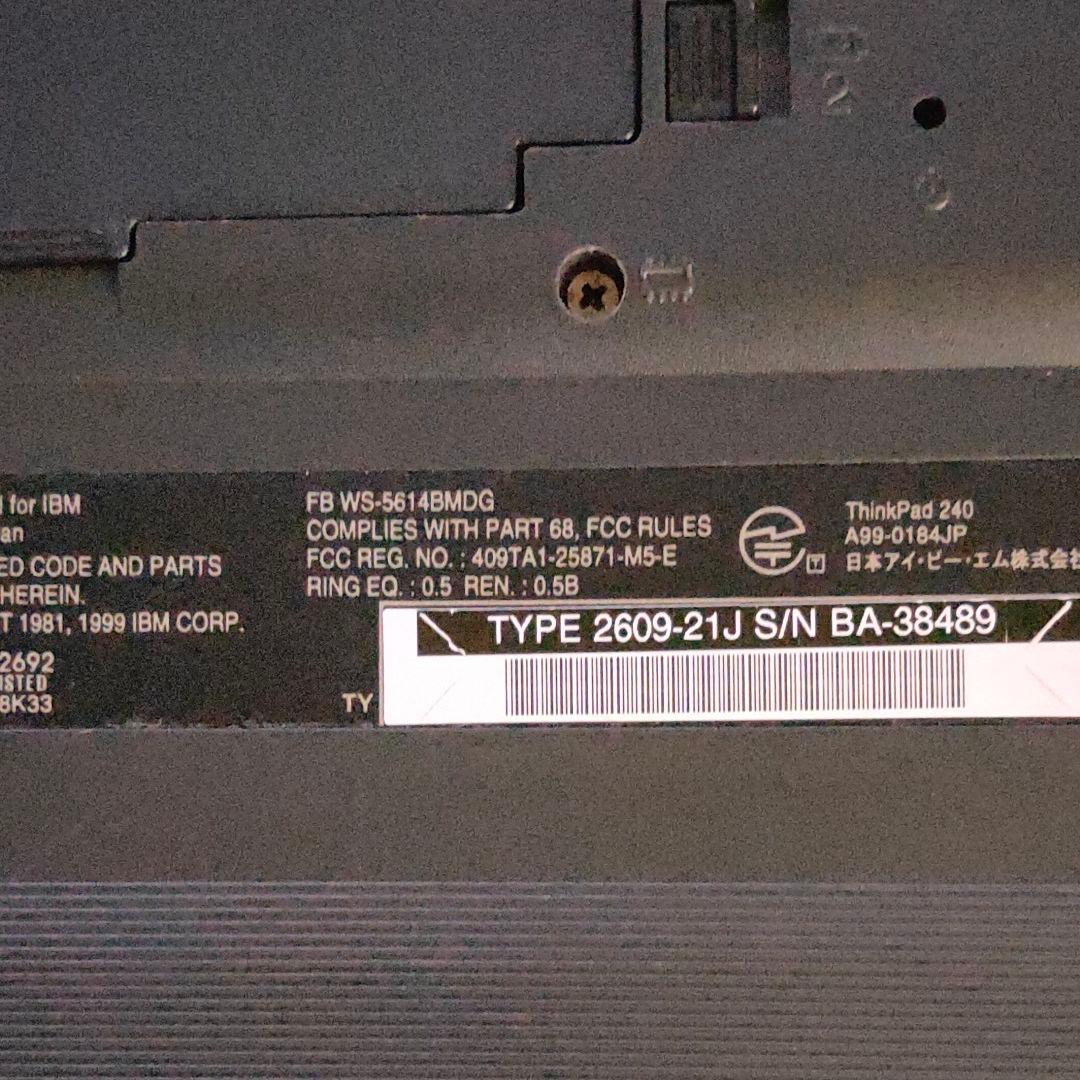 l for IBM
an
ED CODE AND PARTS
HEREIN.
T 1981, 1999 IBM CORP.
2692
ISTED
8K33
TY
FB WS-5614BMDG
COMPLIES WITH PART 68, FCC RULES
FCC REG. NO. : 409TA1-25871-M5-E
RING EQ. : 0.5 REN. : 0.5B
T
ThinkPad 240
A99-0184JP
日本アイ・ビー・エム株式会社
TYPE 2609-21J S/N BA-38489